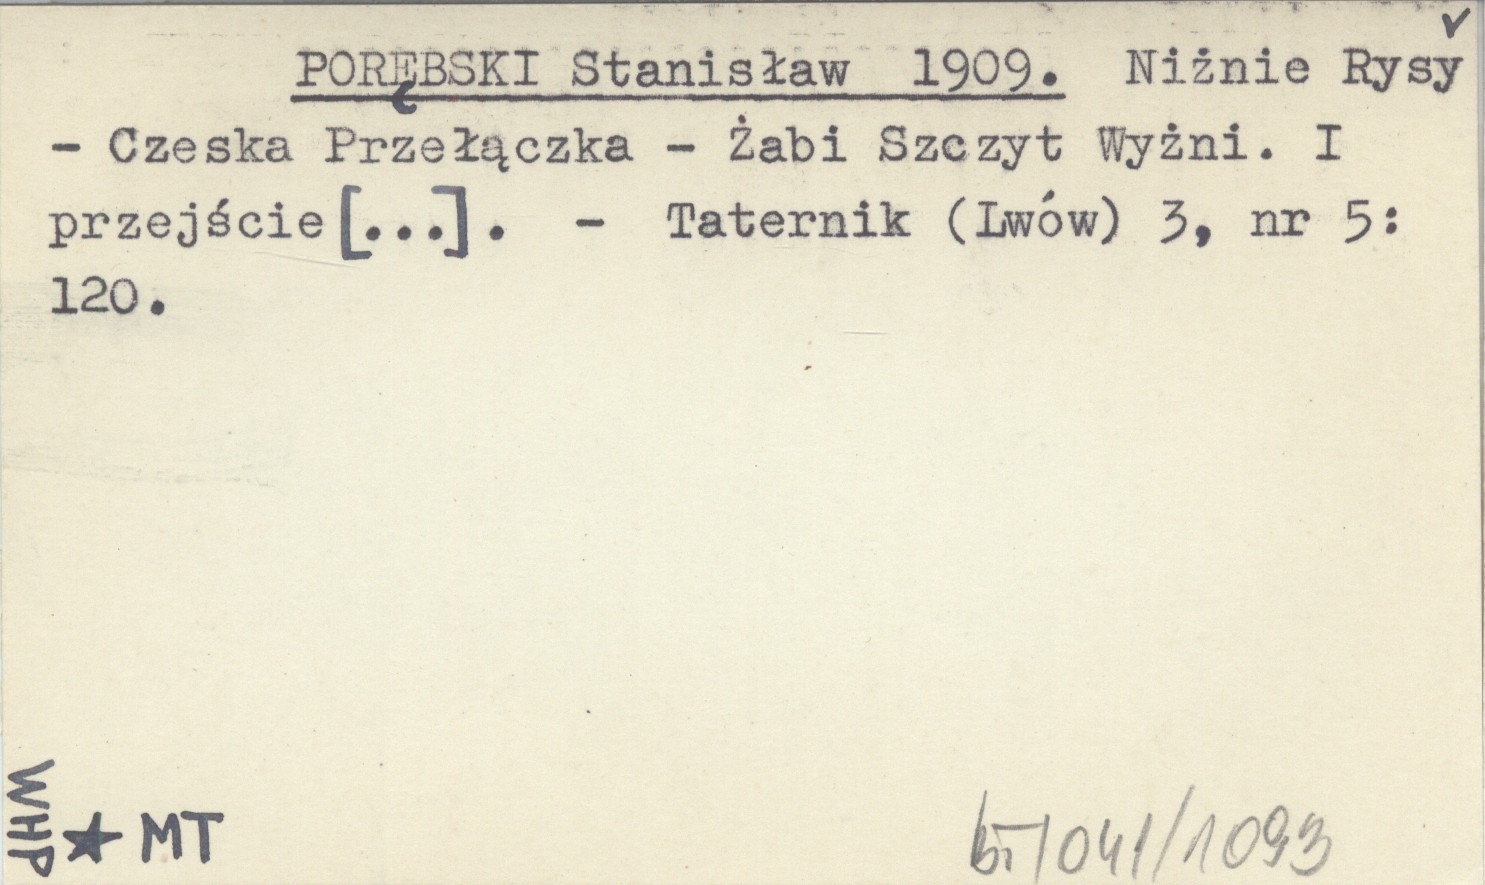 PORĘBSKI Stanisław 1909. Niżnie Rysy
- Czeska Przełączka - Żabi Szczyt Wyżni. I
przejście[...]. - Taternik (Lwów) 3, nr 5:
120.
WHP
★ MT
/041/1093